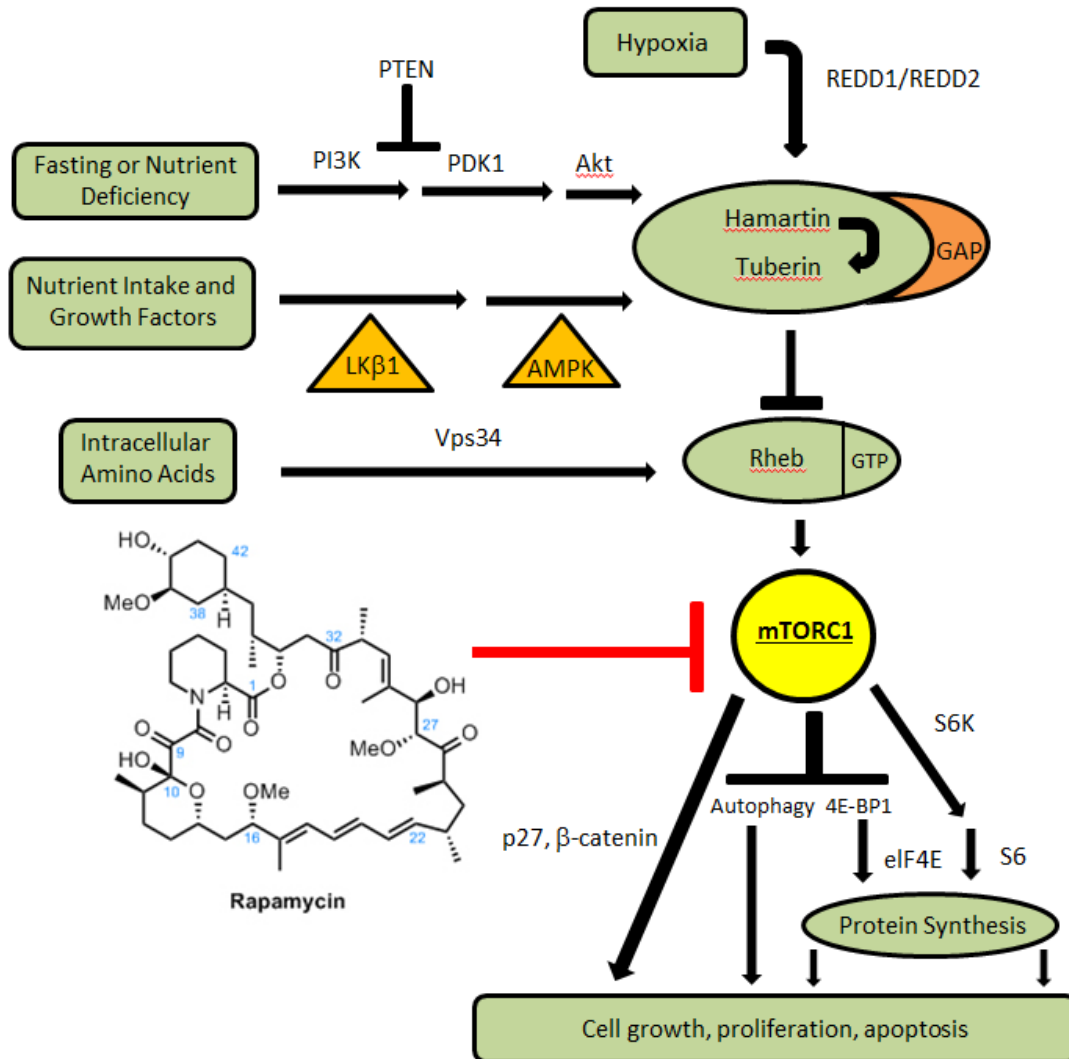 Hypoxia
REDD1/REDD2
PTEN
Fasting or Nutrient
Deficiency
PI3K
PDK1
Akt
Hamartin
Tuberin
GAP
Nutrient Intake and
Growth Factors
LKβ1
AMPK
Intracellular
Amino Acids
Vps34
Rheb
GTP
mTORC1
HO
42
MeO
38
H
32
O
O
1
O
OH
N
H
O
O
O
27
MeO
O
9
HO
10
O
OMe
16
22
Rapamycin
S6K
Autophagy 4E-BP1
p27, β-catenin
elF4E
S6
Protein Synthesis
Cell growth, proliferation, apoptosis